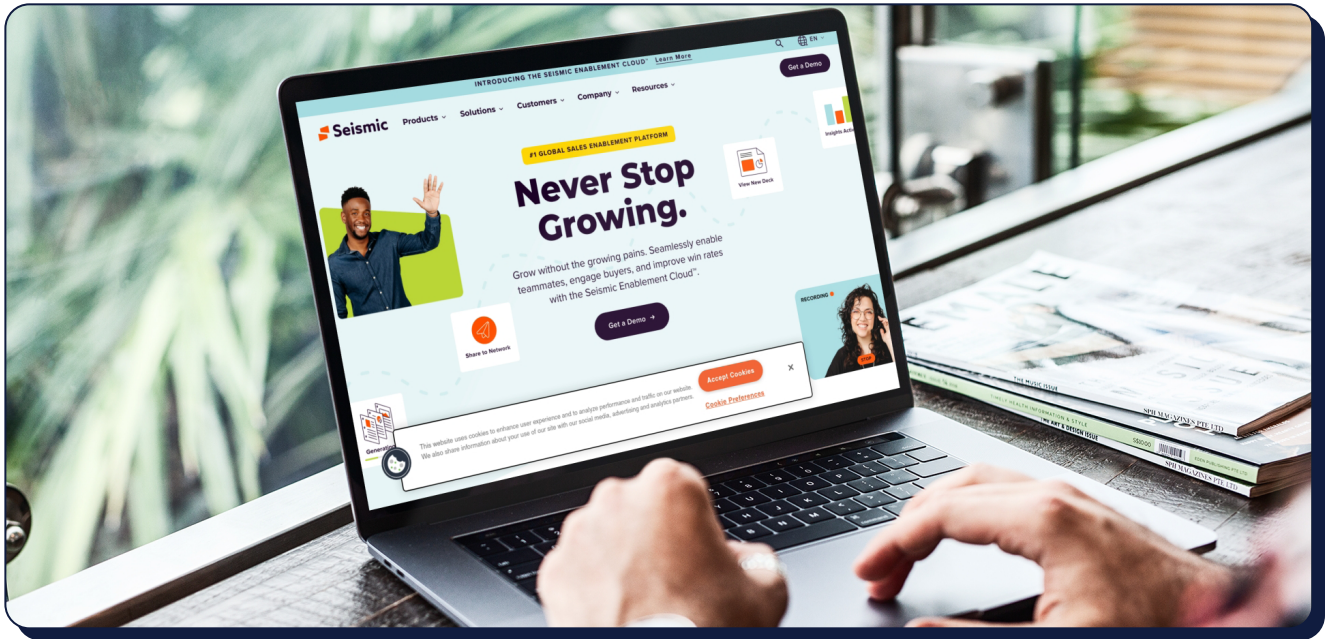 INTRODUCING THE SEISMIC ENABLEMENT CLOUD™ Learn More
EN
Seismic
Products
Solutions
Customers
Company
Resources
Get a Demo
#1 GLOBAL SALES ENABLEMENT PLATFORM
Never Stop
Growing.
Grow without the growing pains. Seamlessly enable
teammates, engage buyers, and improve win rates
with the Seismic Enablement Cloud™.
Get a Demo →
View New Deck
Insights
Share to Network
RECORDING
STOP
This website uses cookies to enhance user experience and to analyze performance and traffic on our website.
We also share information about your use of our site with our social media, advertising and analytics partners.
Accept Cookies
Cookie Preferences
THE MUSIC ISSUE
SPH MAGAZINES PTE LTD
FAMILY HEALTH INFORMATION & STYLE
THE ART & DESIGN ISSUE
SPH MAGAZINES PTE LTD